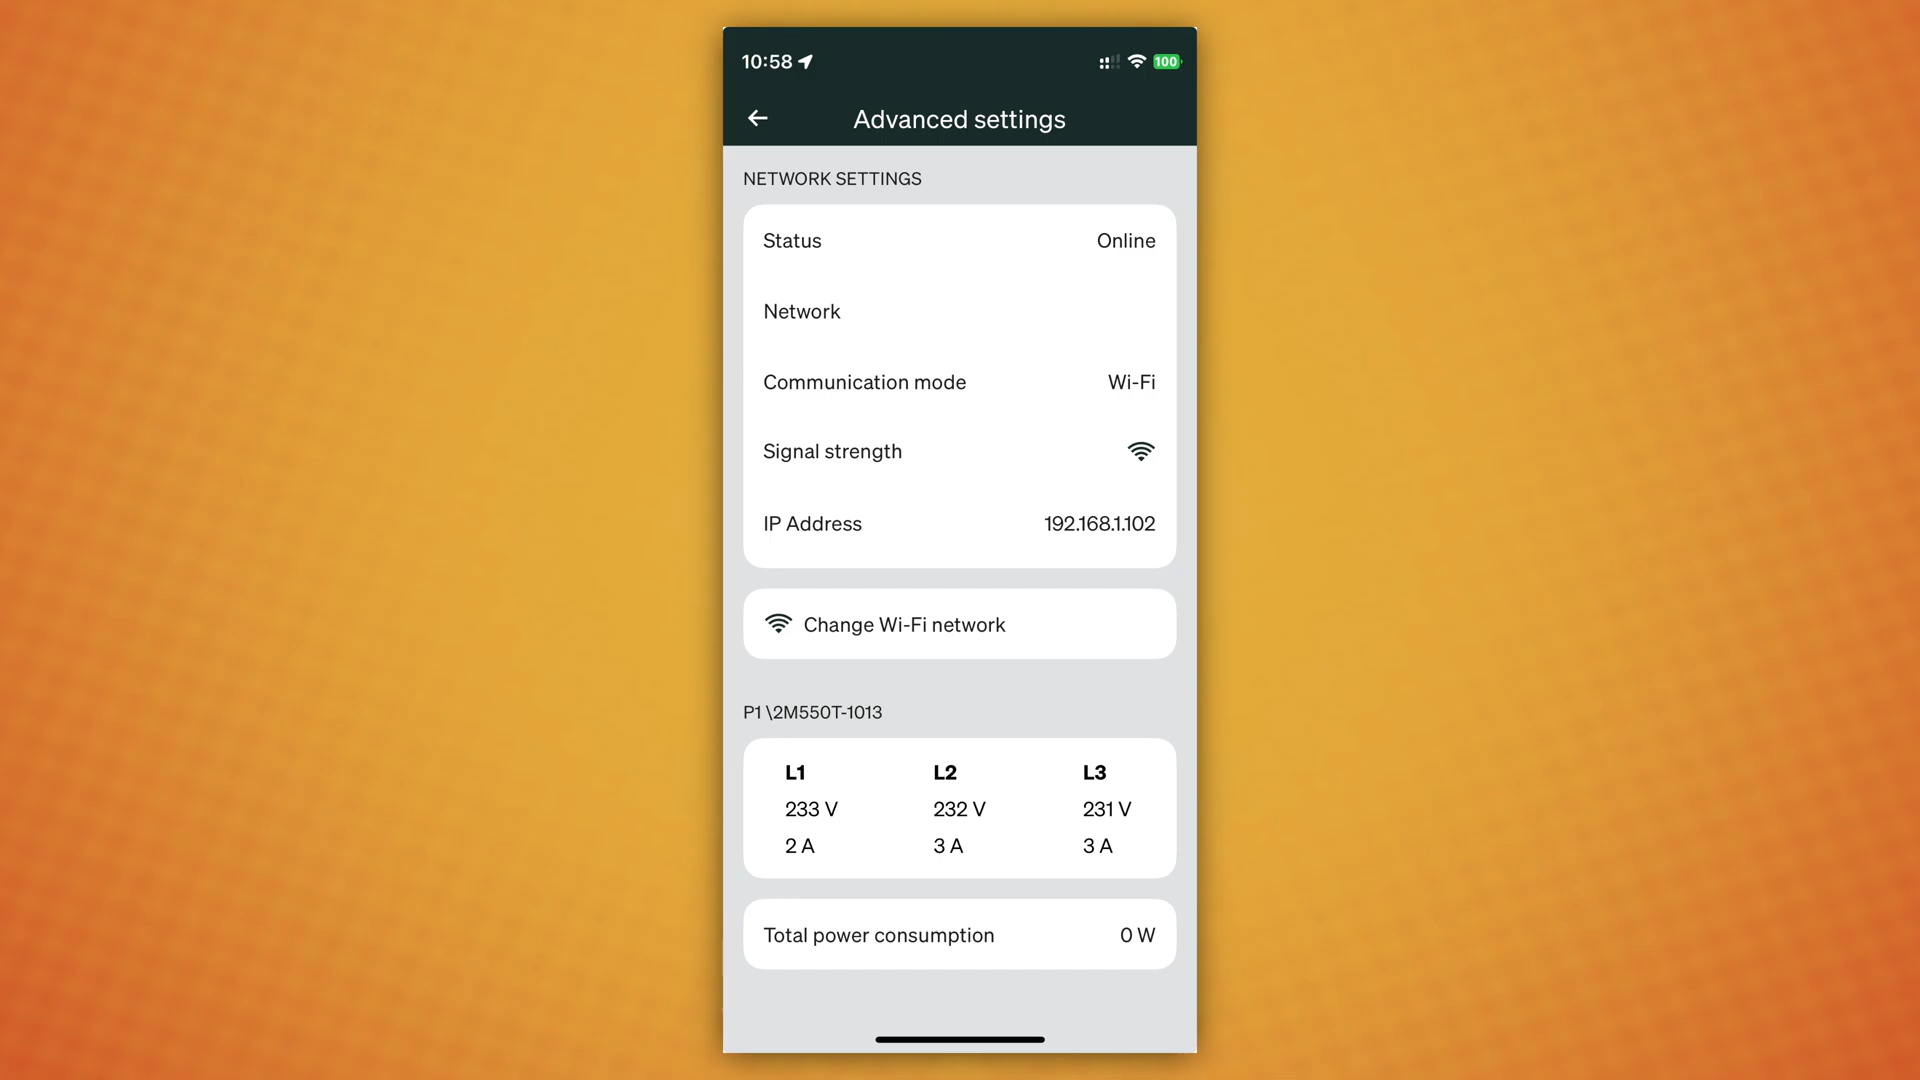 10:58
100
Advanced settings
NETWORK SETTINGS
Status Online
Network
Communication mode Wi-Fi
Signal strength
IP Address 192.168.1.102
Change Wi-Fi network
P1 \2M550T-1013
L1 L2 L3
233 V 232 V 231 V
2 A 3 A 3 A
Total power consumption 0 W